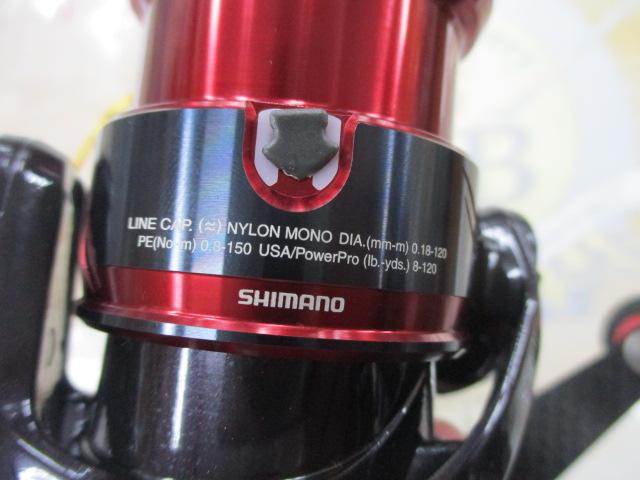 LINE CAP. (≈) NYLON MONO DIA.(mm-m) 0.18-120
PE(No-m) 0.8-150 USA/PowerPro (lb.-yds.) 8-120
SHIMANO